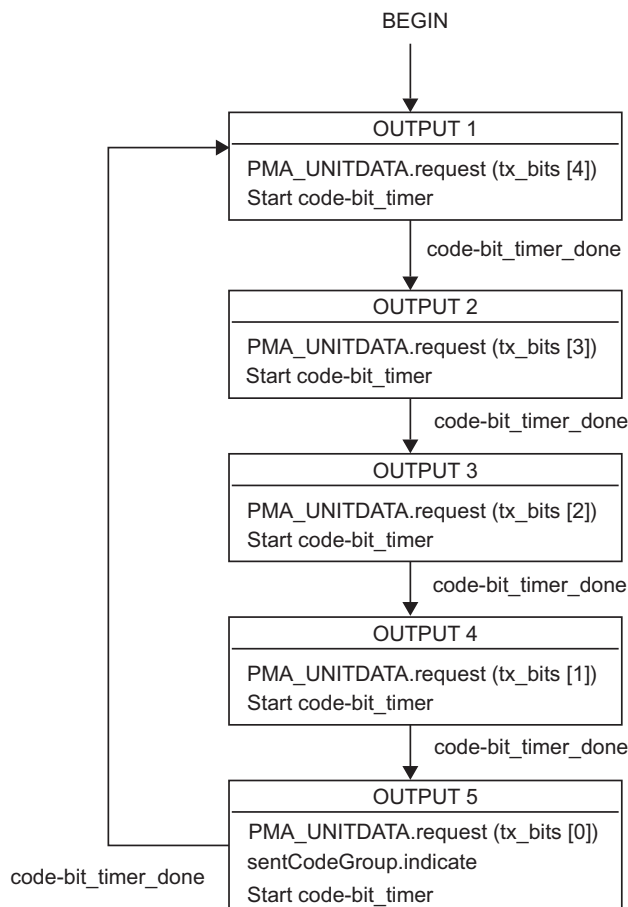 BEGIN
OUTPUT 1
PMA_UNITDATA.request (tx_bits [4])
Start code-bit_timer
code-bit_timer_done
OUTPUT 2
PMA_UNITDATA.request (tx_bits [3])
Start code-bit_timer
code-bit_timer_done
OUTPUT 3
PMA_UNITDATA.request (tx_bits [2])
Start code-bit_timer
code-bit_timer_done
OUTPUT 4
PMA_UNITDATA.request (tx_bits [1])
Start code-bit_timer
code-bit_timer_done
OUTPUT 5
PMA_UNITDATA.request (tx_bits [0])
sentCodeGroup.indicate
Start code-bit_timer
code-bit_timer_done